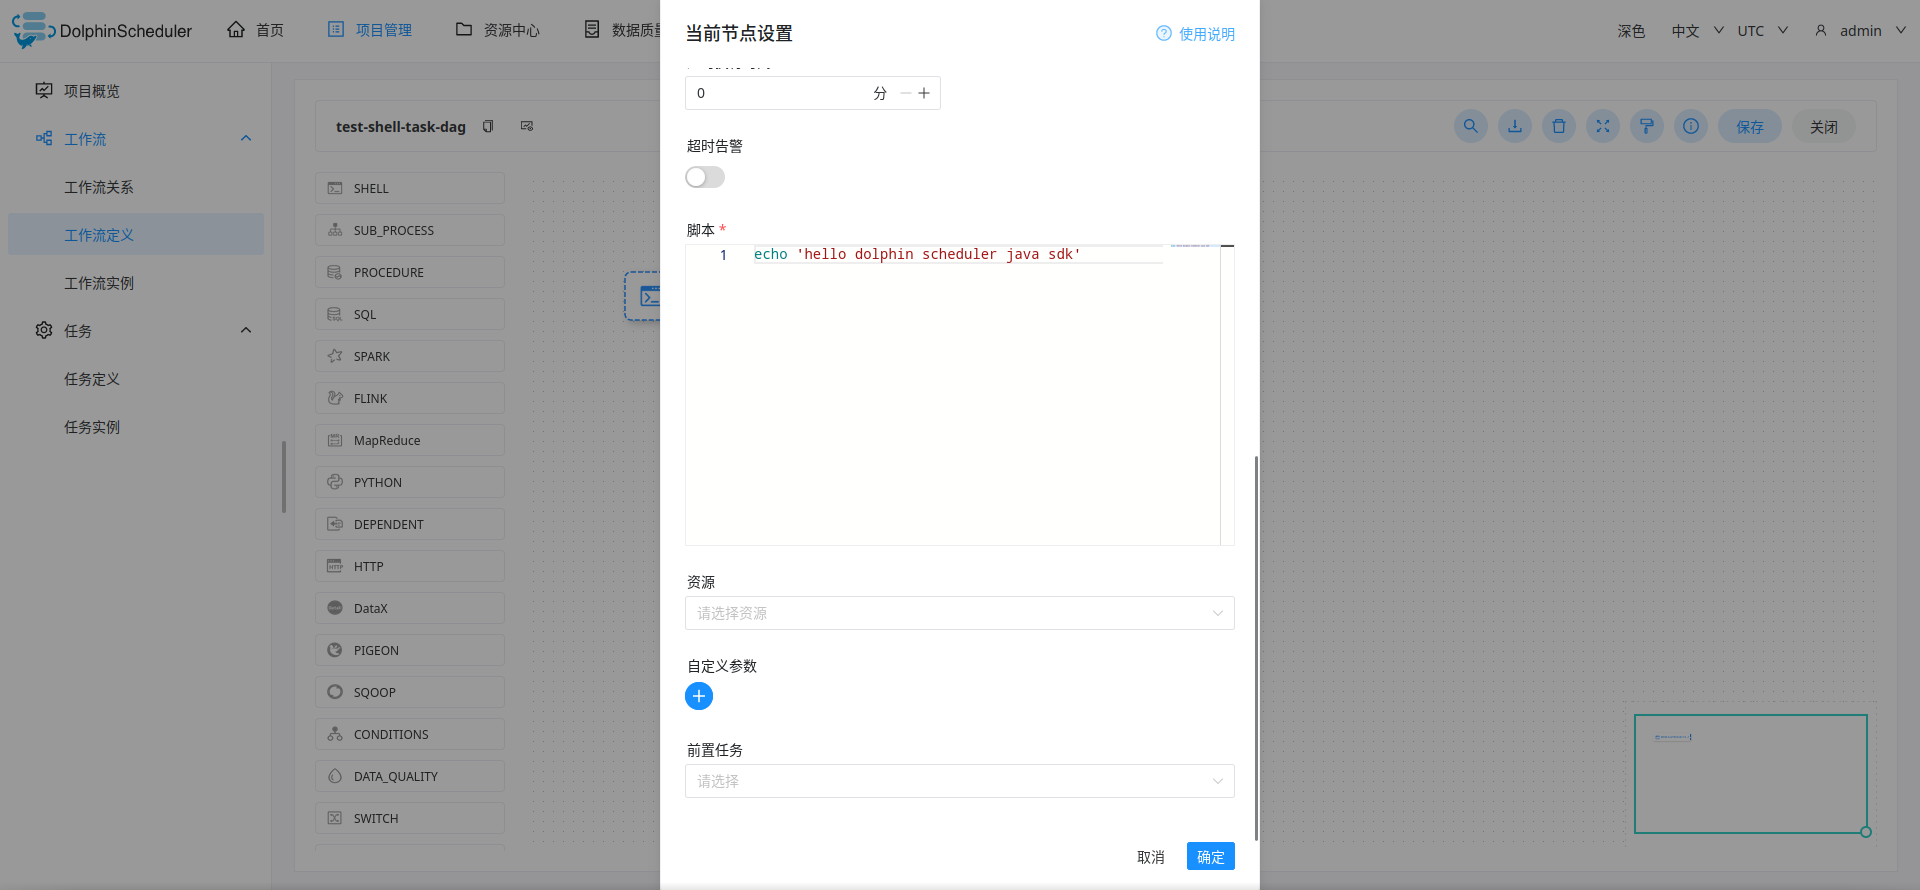 DolphinScheduler
首页
项目管理
资源中心
数据质
深色
中文
UTC
admin
项目概览
工作流
工作流关系
工作流定义
工作流实例
任务
任务定义
任务实例
test-shell-task-dag
保存
关闭
SHELL
SUB_PROCESS
PROCEDURE
SQL
SPARK
FLINK
MapReduce
PYTHON
DEPENDENT
HTTP
DataX
PIGEON
SQOOP
CONDITIONS
DATA_QUALITY
SWITCH
当前节点设置
使用说明
0 分
超时告警
脚本 *
1 echo 'hello dolphin scheduler java sdk'
资源
请选择资源
自定义参数
前置任务
请选择
取消 确定